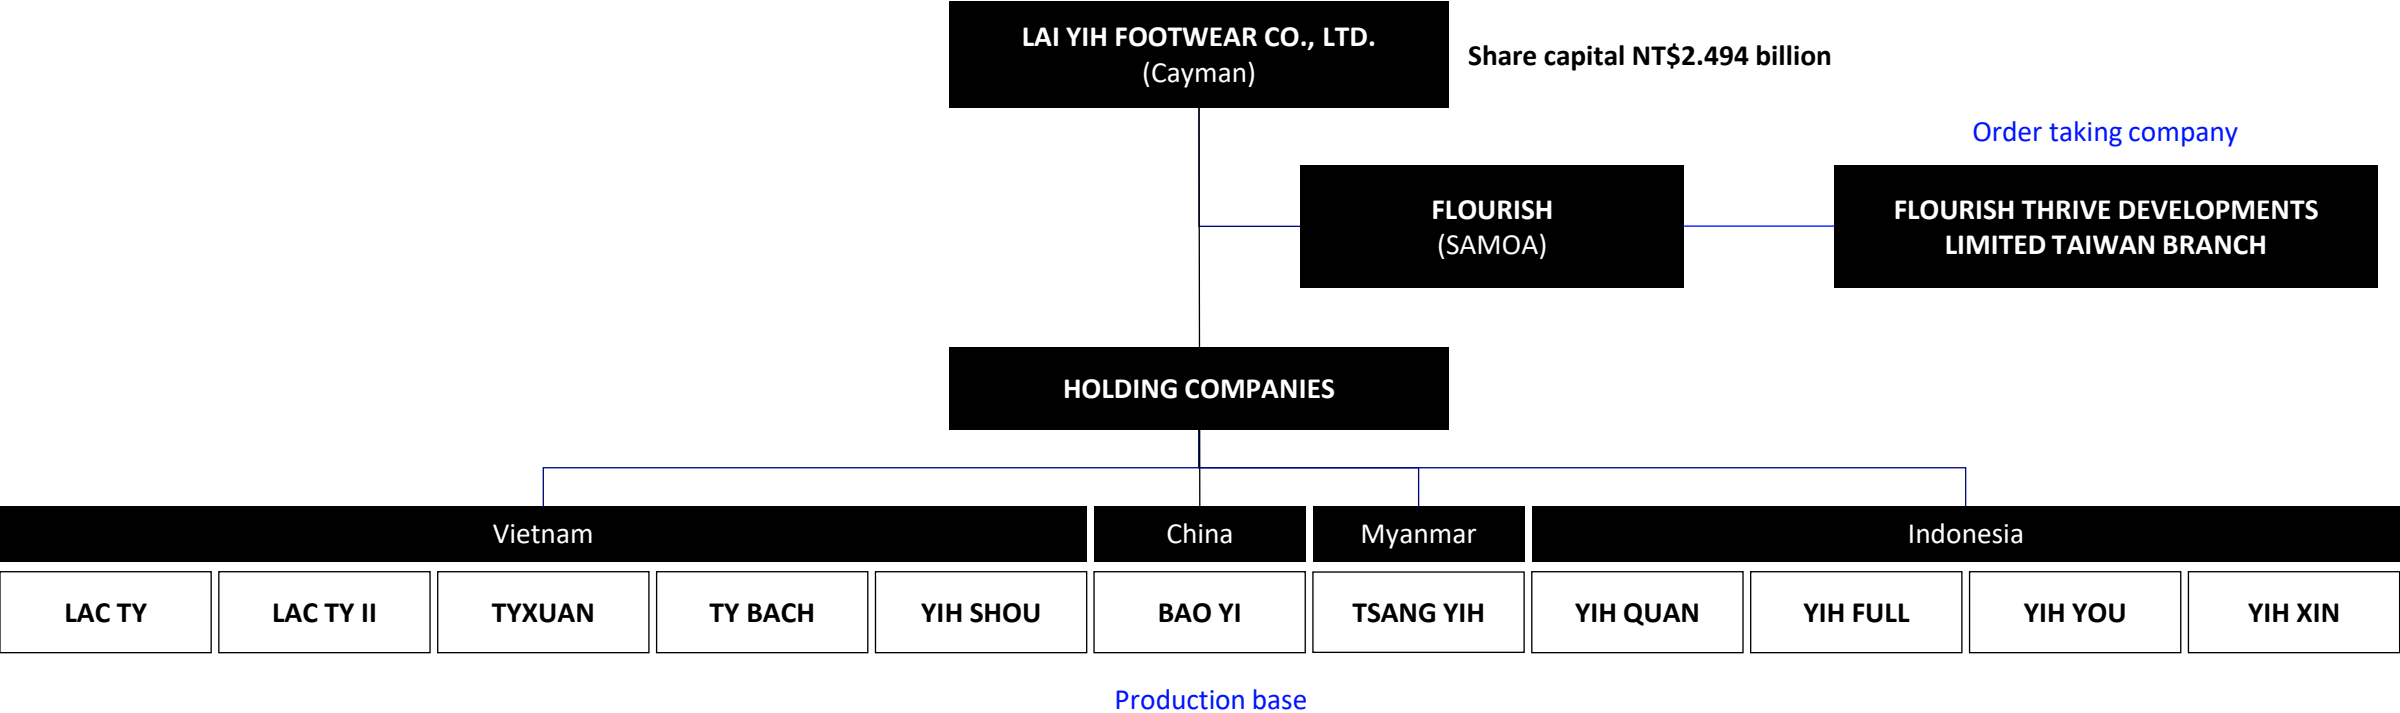 LAI YIH FOOTWEAR CO., LTD.
(Cayman)
Share capital NT$2.494 billion
Order taking company
FLOURISH
(SAMOA)
FLOURISH THRIVE DEVELOPMENTS
LIMITED TAIWAN BRANCH
HOLDING COMPANIES
Vietnam
China
Myanmar
Indonesia
LAC TY
LAC TY II
TYXUAN
TY BACH
YIH SHOU
BAO YI
TSANG YIH
YIH QUAN
YIH FULL
YIH YOU
YIH XIN
Production base